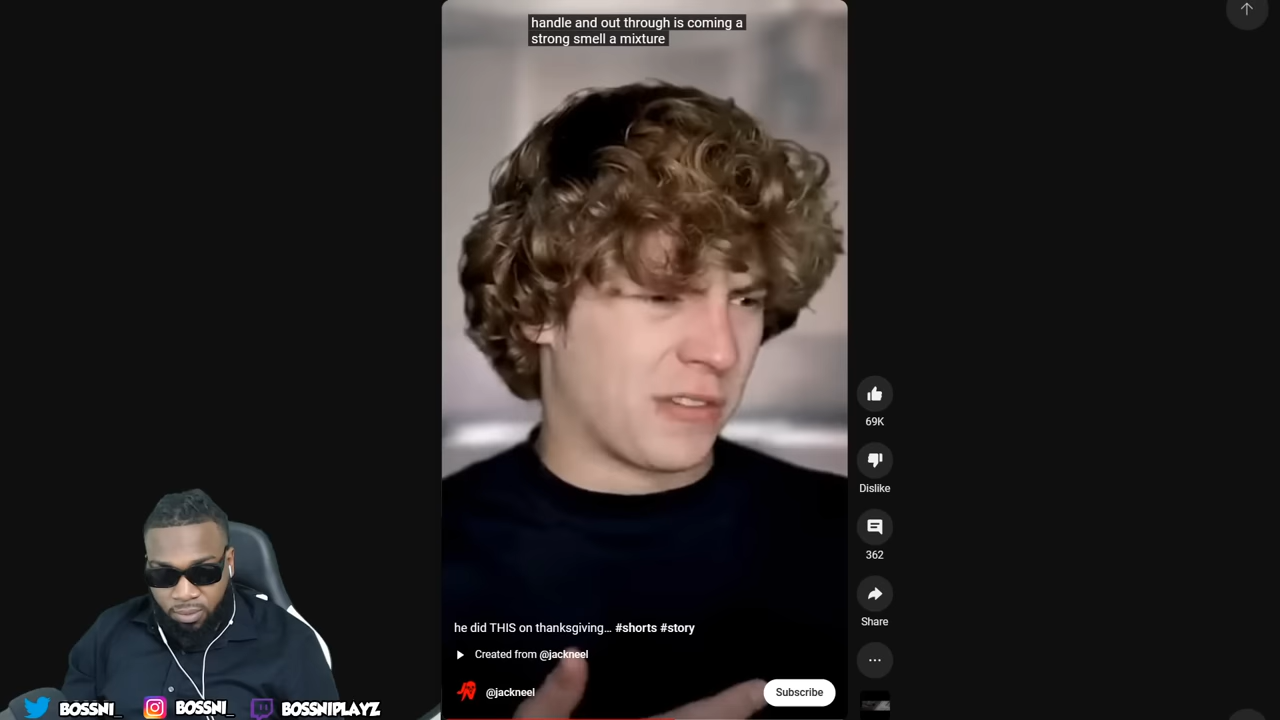 handle and out through is coming a
strong smell a mixture
69K
Dislike
362
Share
he did THIS on thanksgiving... #shorts #story
Created from @jackneel
@jackneel
Subscribe
BOSSNI_
BOSSNI_
BOSSNIPLAYZ